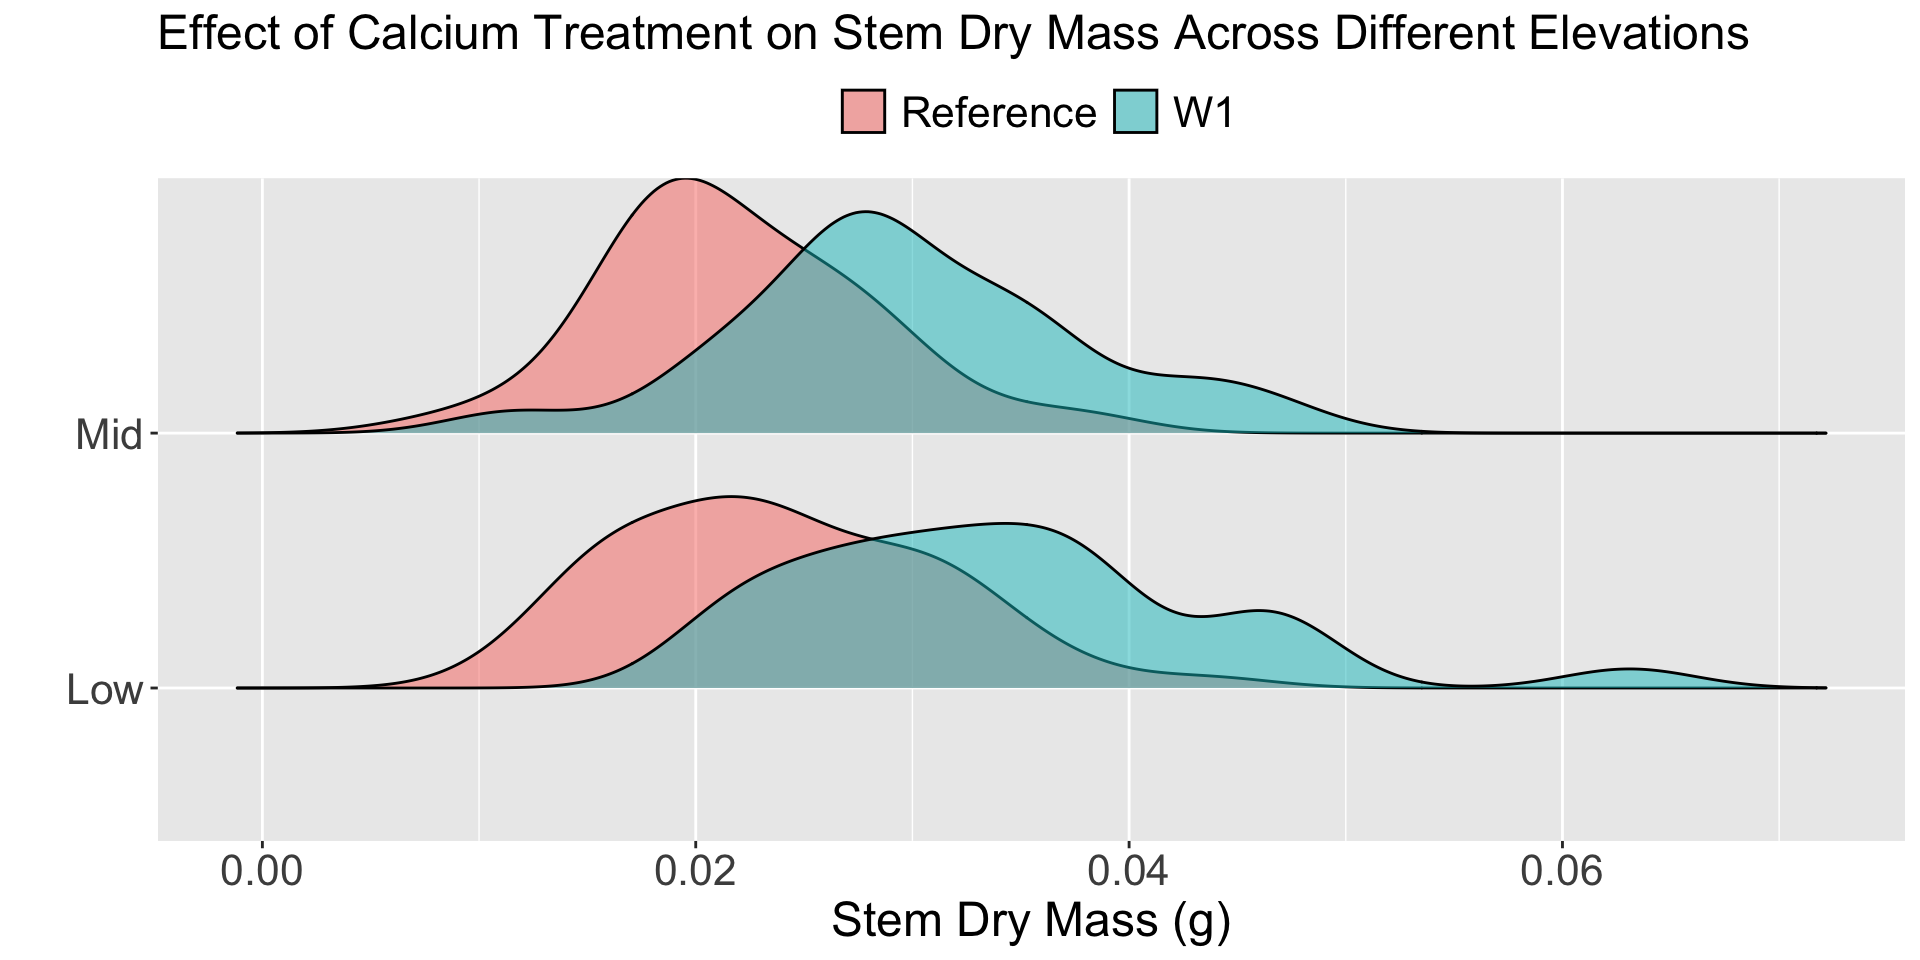 Effect of Calcium Treatment on Stem Dry Mass Across Different Elevations
Reference W1
Mid
Low
0.00 0.02 0.04 0.06
Stem Dry Mass (g)